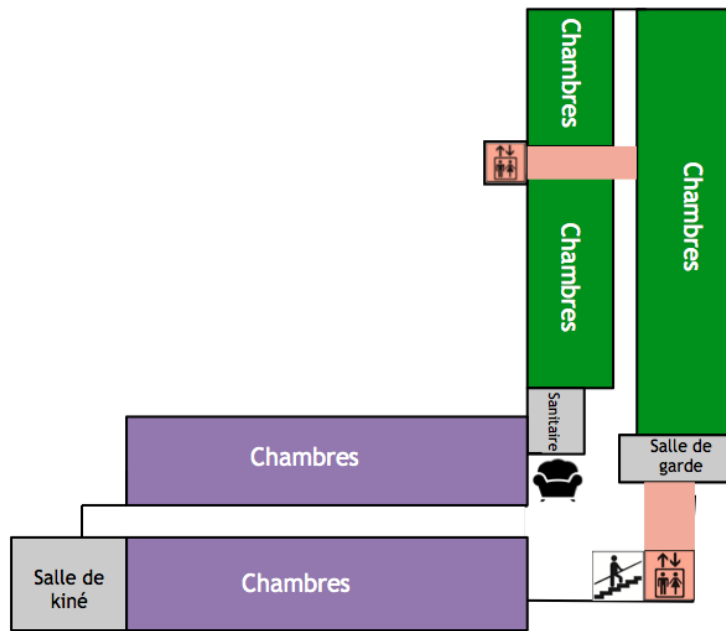 Chambres
Chambres
Chambres
Sanitaire
Salle de
garde
Chambres
Chambres
Salle de
kiné